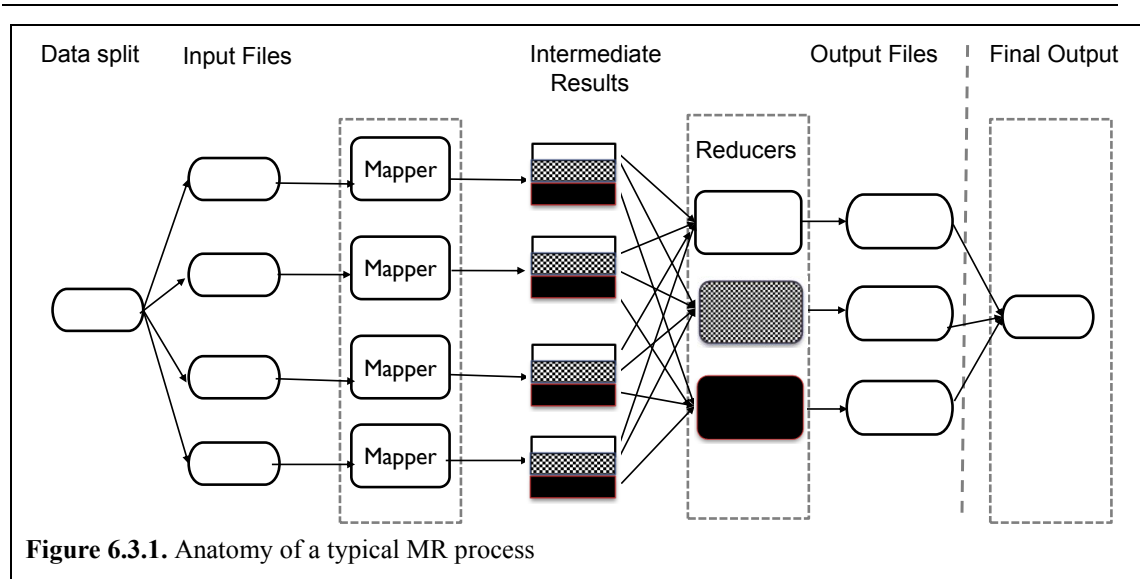 Data split
Input Files
Intermediate
Results
Output Files
Final Output
Reducers
Mapper
Mapper
Mapper
Mapper
Figure 6.3.1. Anatomy of a typical MR process